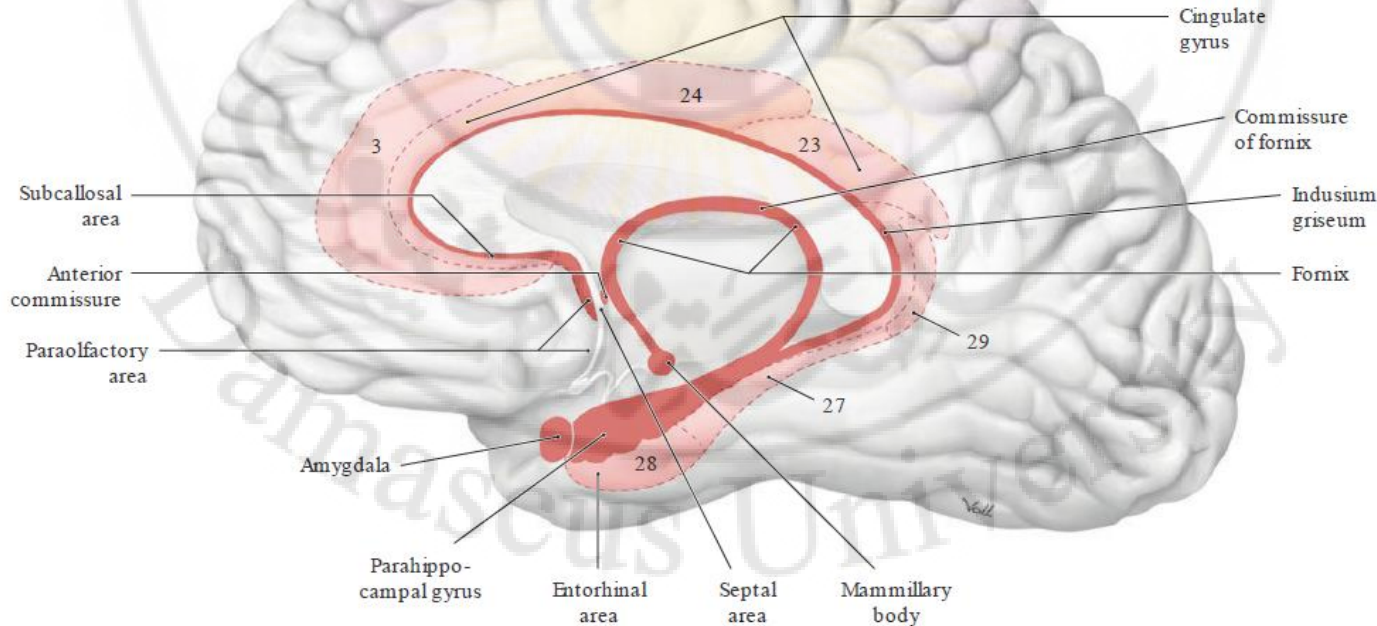 Cingulate
gyrus
24
Commissure
of fornix
3
23
Subcallosal
area
Indusium
griseum
Anterior
commissure
Fornix
29
Paraolfactory
area
27
Amygdala
28
Voll
Parahippo-
campal gyrus
Entorhinal
area
Septal
area
Mammillary
body
Damascus University